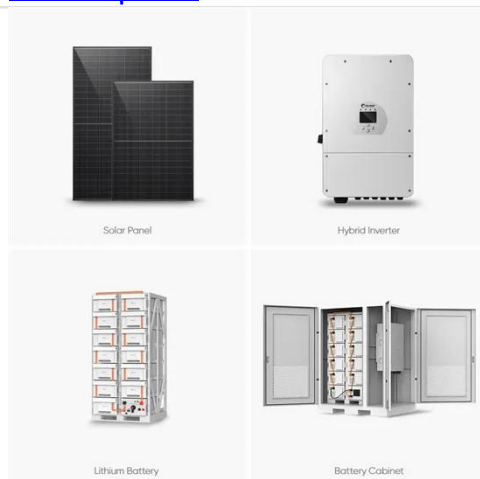 Solar Panel
Hybrid Inverter
Lithium Battery
Battery Cabinet